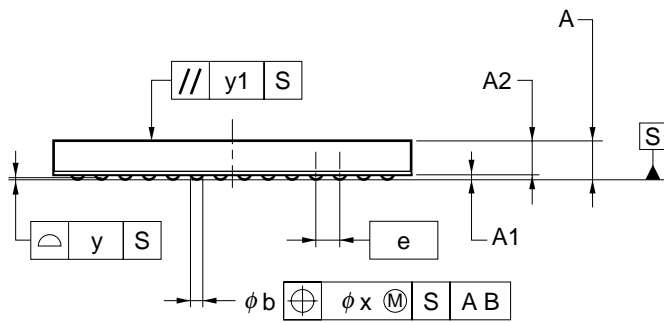 A
// y1 S
A2
S
⌓ y S
e
A1
ϕb ⌖ ϕx Ⓜ S A B